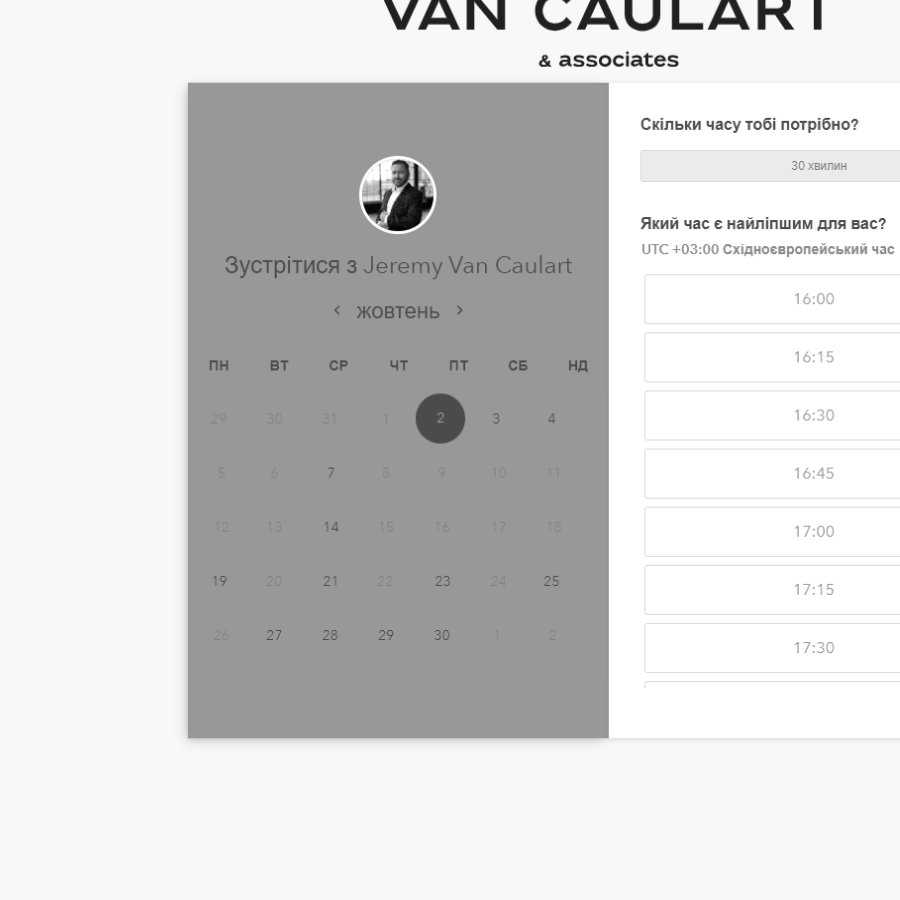 VAN CAULART
& associates
Зустрітися з Jeremy Van Caulart
‹ жовтень ›
ПН ВТ СР ЧТ ПТ СБ НД
29 30 31 1 2 3 4
5 6 7 8 9 10 11
12 13 14 15 16 17 18
19 20 21 22 23 24 25
26 27 28 29 30 1 2
Скільки часу тобі потрібно?
30 хвилин
Який час є найліпшим для вас?
UTC +03:00 Східноєвропейський час
16:00
16:15
16:30
16:45
17:00
17:15
17:30